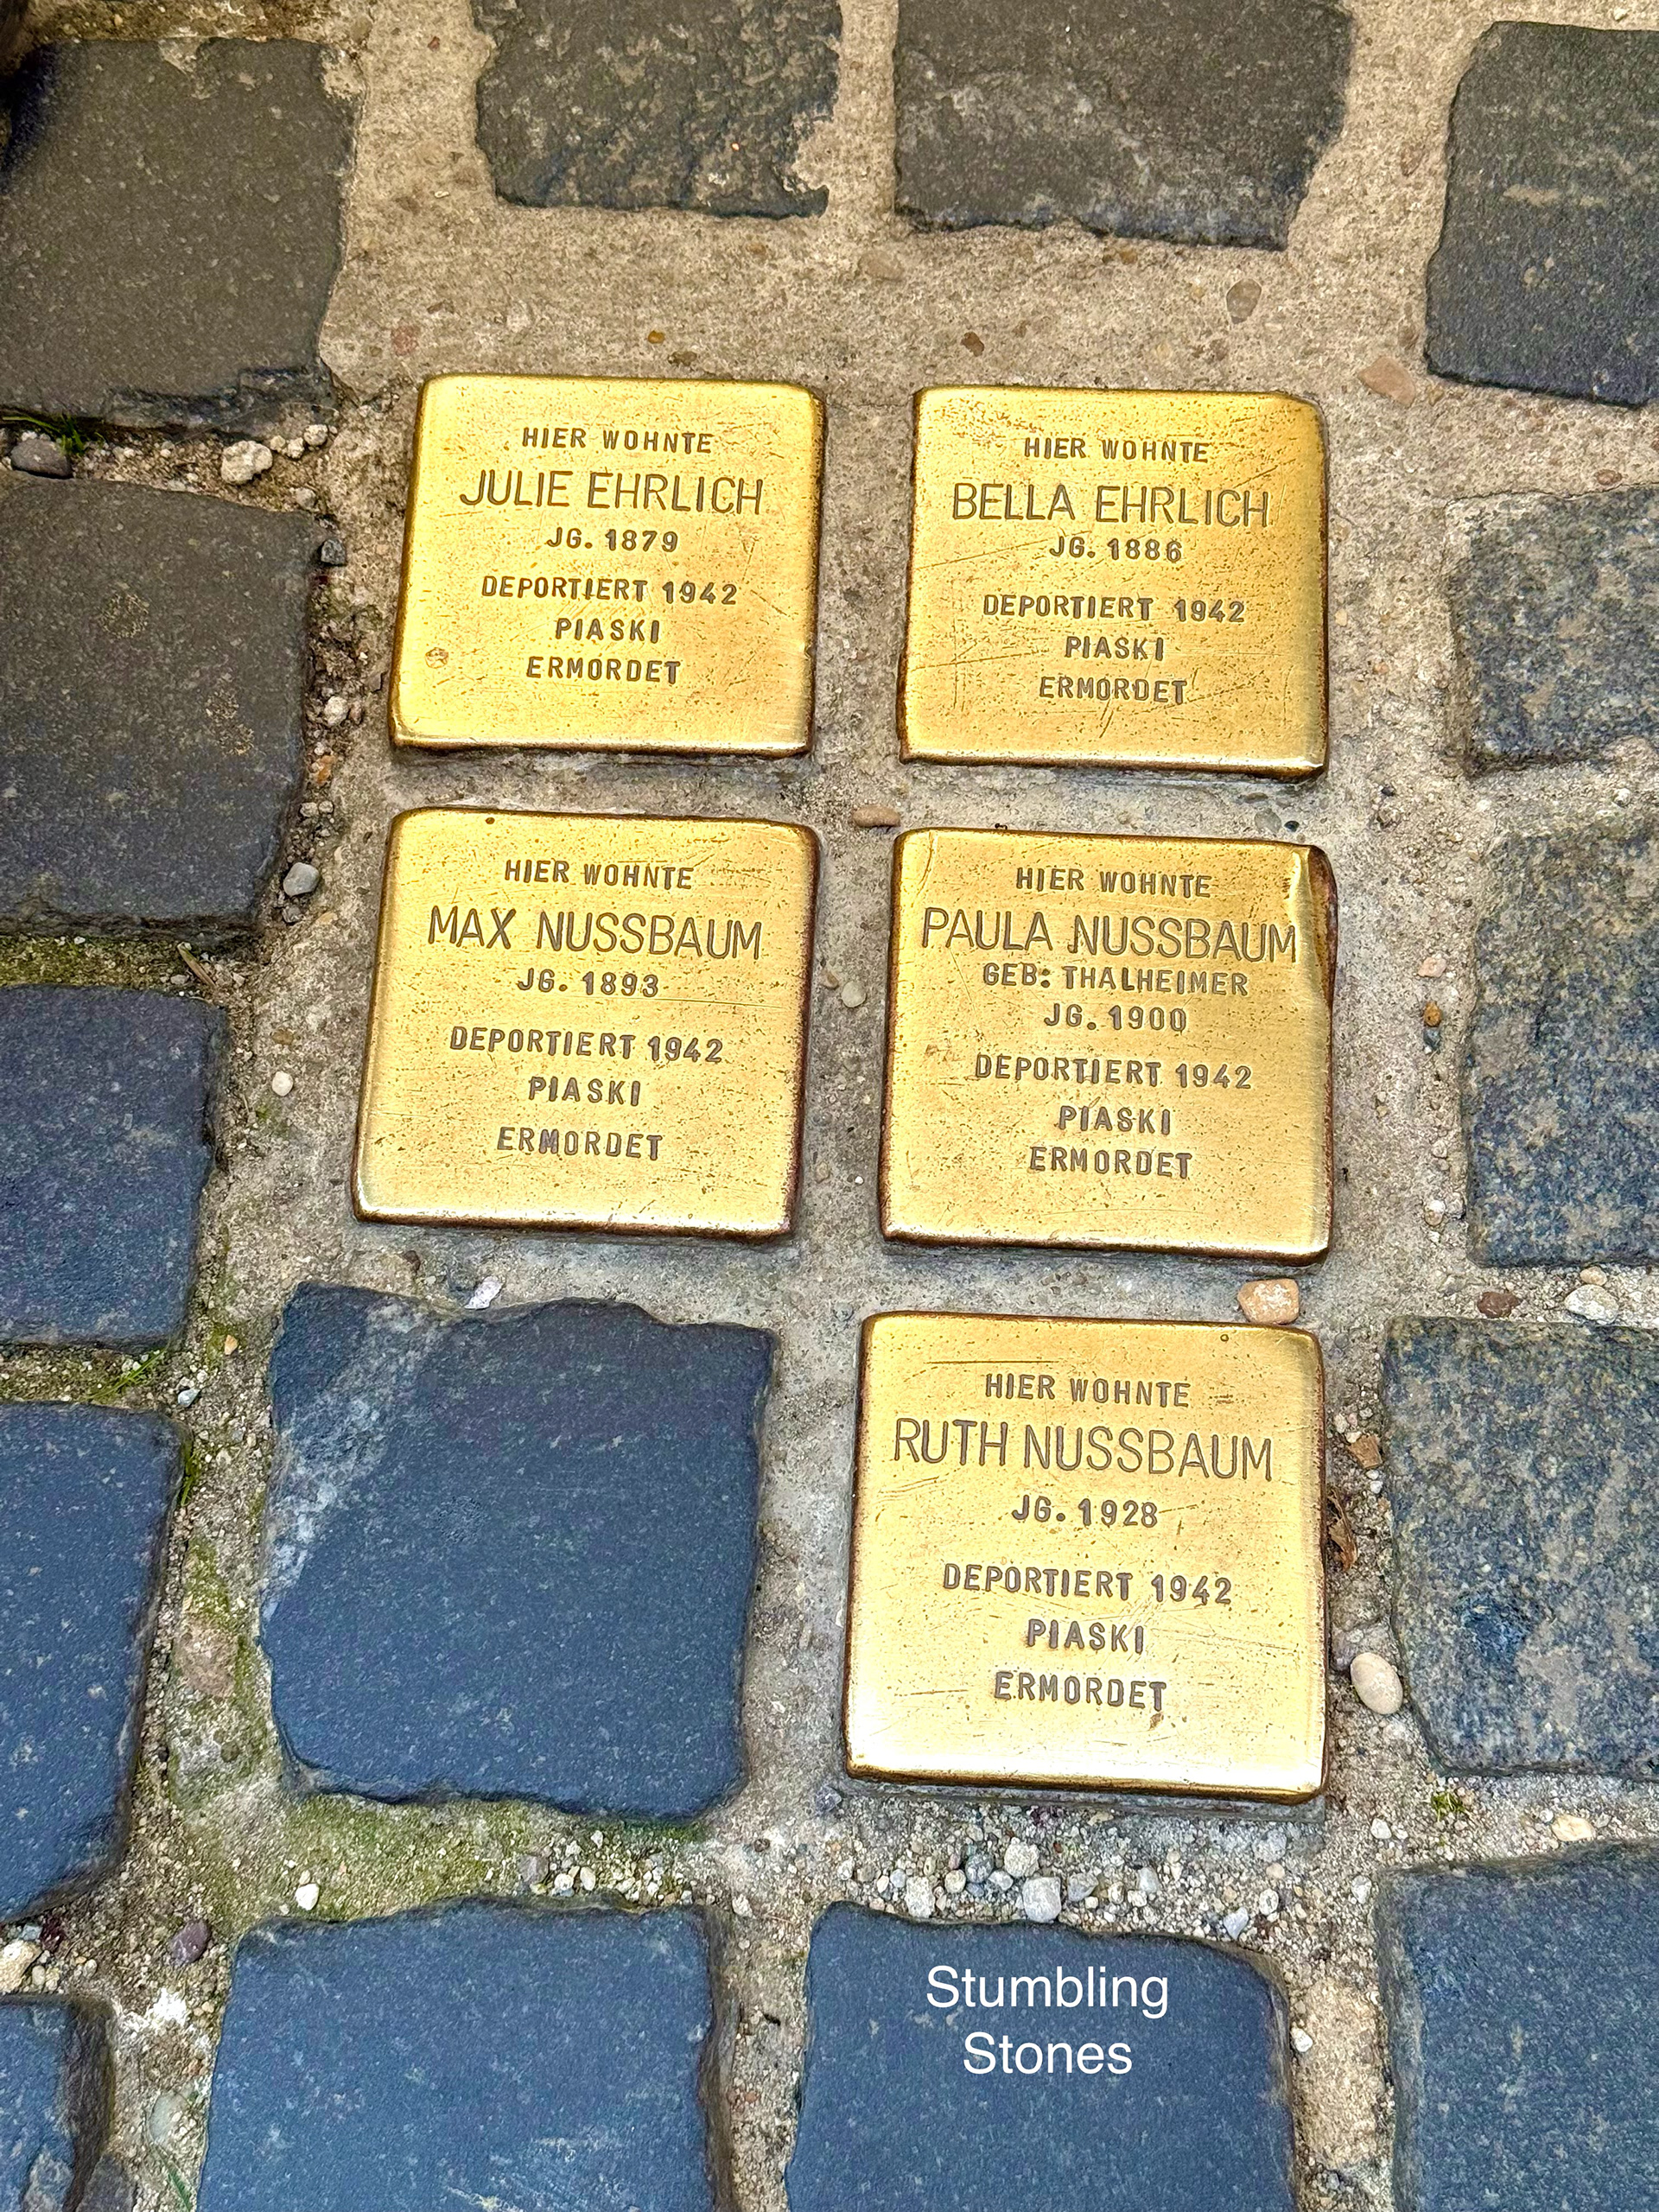 HIER WOHNTE
JULIE EHRLICH
JG. 1879
DEPORTIERT 1942
PIASKI
ERMORDET
HIER WOHNTE
BELLA EHRLICH
JG. 1886
DEPORTIERT 1942
PIASKI
ERMORDET
HIER WOHNTE
MAX NUSSBAUM
JG. 1893
DEPORTIERT 1942
PIASKI
ERMORDET
HIER WOHNTE
PAULA NUSSBAUM
GEB: THALHEIMER
JG. 1900
DEPORTIERT 1942
PIASKI
ERMORDET
HIER WOHNTE
RUTH NUSSBAUM
JG. 1928
DEPORTIERT 1942
PIASKI
ERMORDET
Stumbling
Stones